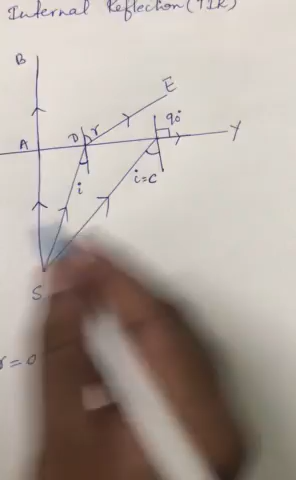 Internal Reflection (TIR)
B
E
D r
90°
Y
A
i
i=c
S
r=0